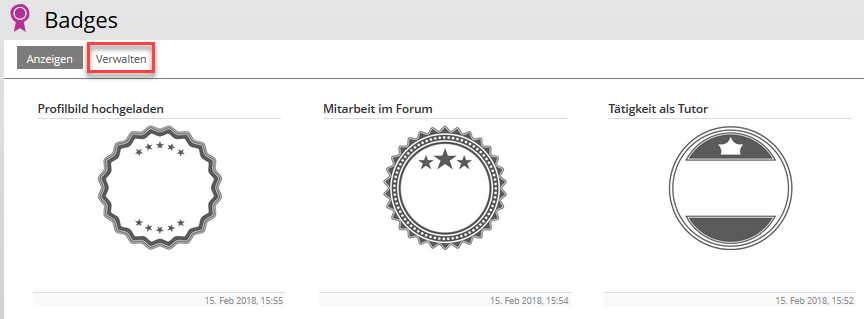 Badges
Anzeigen Verwalten
Profilbild hochgeladen
Mitarbeit im Forum
Tätigkeit als Tutor
15. Feb 2018, 15:55
15. Feb 2018, 15:54
15. Feb 2018, 15:52